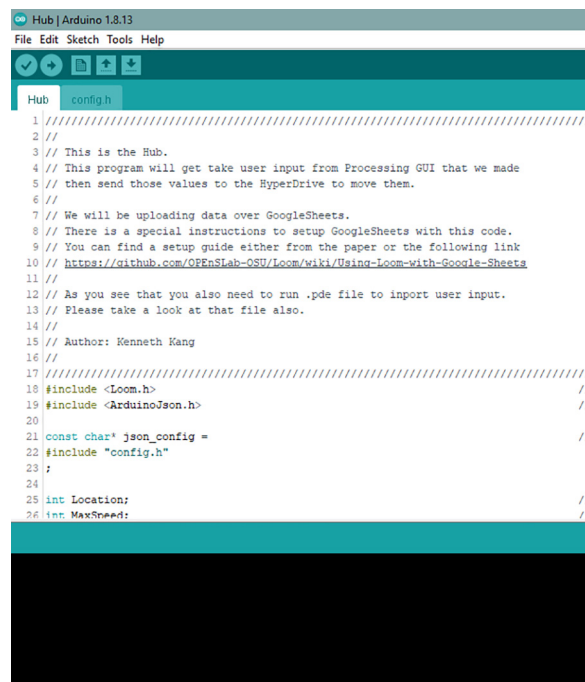 Hub | Arduino 1.8.13
File Edit Sketch Tools Help
Hub config.h
1 ////////////////////////////////////////////////////////////////////////////////////
2 //
3 // This is the Hub.
4 // This program will get take user input from Processing GUI that we made
5 // then send those values to the HyperDrive to move them.
6 //
7 // We will be uploading data over GoogleSheets.
8 // There is a special instructions to setup GoogleSheets with this code.
9 // You can find a setup guide either from the paper or the following link
10 // https://github.com/OPEnSLab-OSU/Loom/wiki/Using-Loom-with-Google-Sheets
11 //
12 // As you see that you also need to run .pde file to inport user input.
13 // Please take a look at that file also.
14 //
15 // Author: Kenneth Kang
16 //
17 ////////////////////////////////////////////////////////////////////////////////////
18 #include <Loom.h> /
19 #include <ArduinoJson.h> /
20
21 const char* json_config = /
22 #include "config.h"
23 ;
24
25 int Location; /
26 int MaxSpeed; /